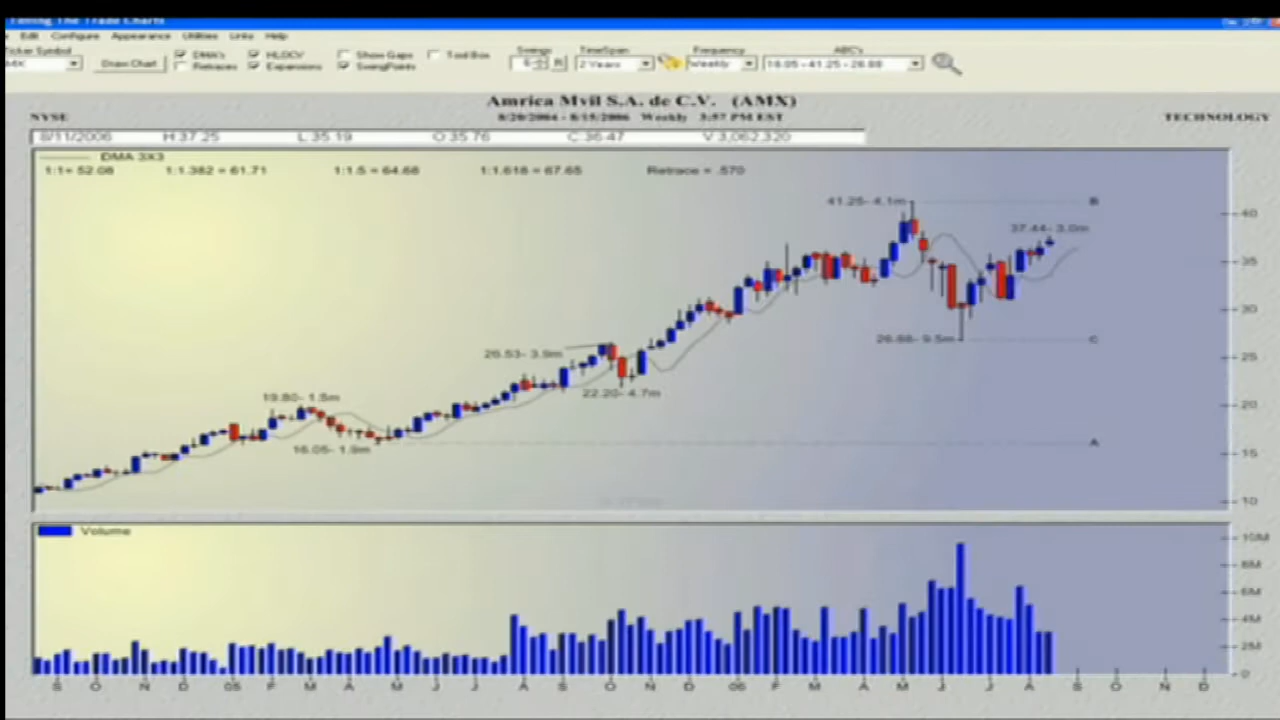 Timing The Trade Charts
Edit Configure Appearance Utilities Links Help
Ticker Symbol
Draw Chart
DMA's HLOCV Show Gaps Tool Box
Retraces Expansions SwingPoints
Swings TimeSpan Frequency ABC's
6 R 2 Years Weekly 16.05 - 41.25 - 26.88
Amrica Mvil S.A. de C.V. (AMX)
NYSE 8/20/2004 - 8/15/2006 Weekly 3:57 PM EST TECHNOLOGY
8/11/2006 H 37.25 L 35.19 O 35.76 C 36.47 V 3,062,320
DMA 3X3
1:1= 52.08 1:1.382 = 61.71 1:1.5 = 64.68 1:1.618 = 67.65 Retrace = .570
41.25- 4.1m B
40
37.44- 3.0m
35
30
26.88- 9.5m C
26.53- 3.9m
25
22.20- 4.7m
19.80- 1.5m
20
16.05- 1.9m A
15
10
Volume
10M
8M
6M
4M
2M
0
S O N D 05 F M A M J J A S O N D 06 F M A M J J A S O N D